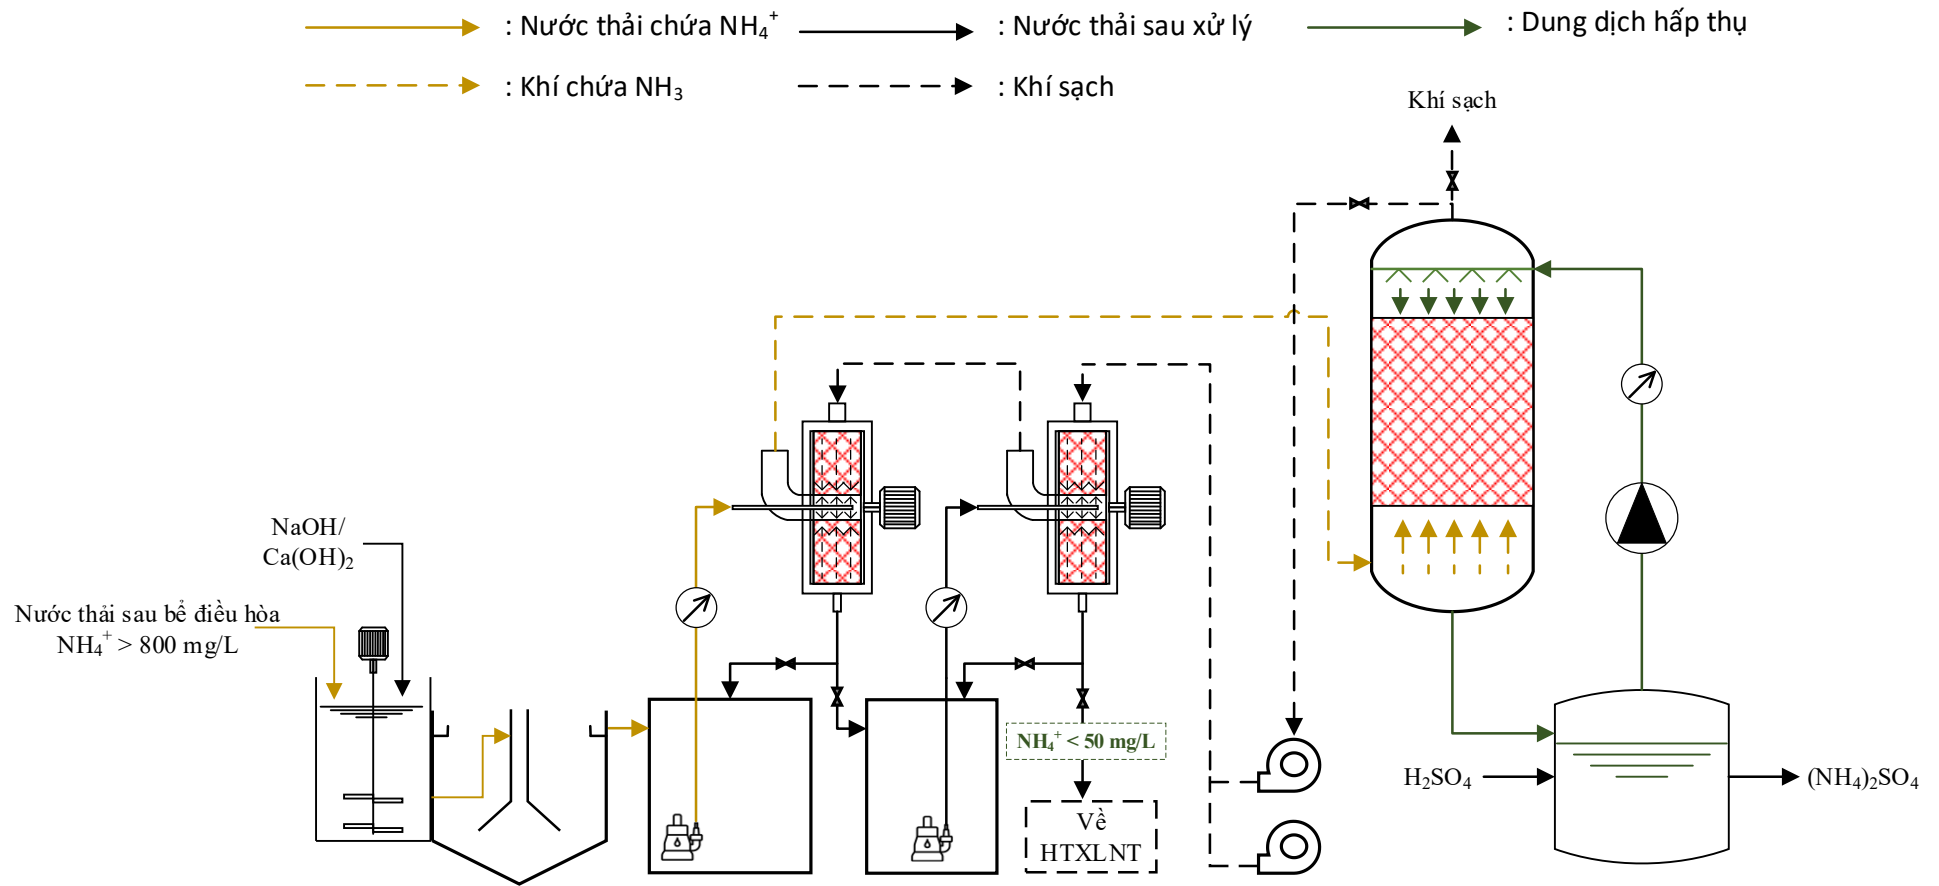 : Nước thải chứa NH₄⁺
: Nước thải sau xử lý
: Dung dịch hấp thụ
: Khí chứa NH₃
: Khí sạch
Khí sạch
NaOH/
Ca(OH)₂
Nước thải sau bể điều hòa
NH₄⁺ > 800 mg/L
NH₄⁺ < 50 mg/L
Về
HTXLNT
H₂SO₄
(NH₄)₂SO₄